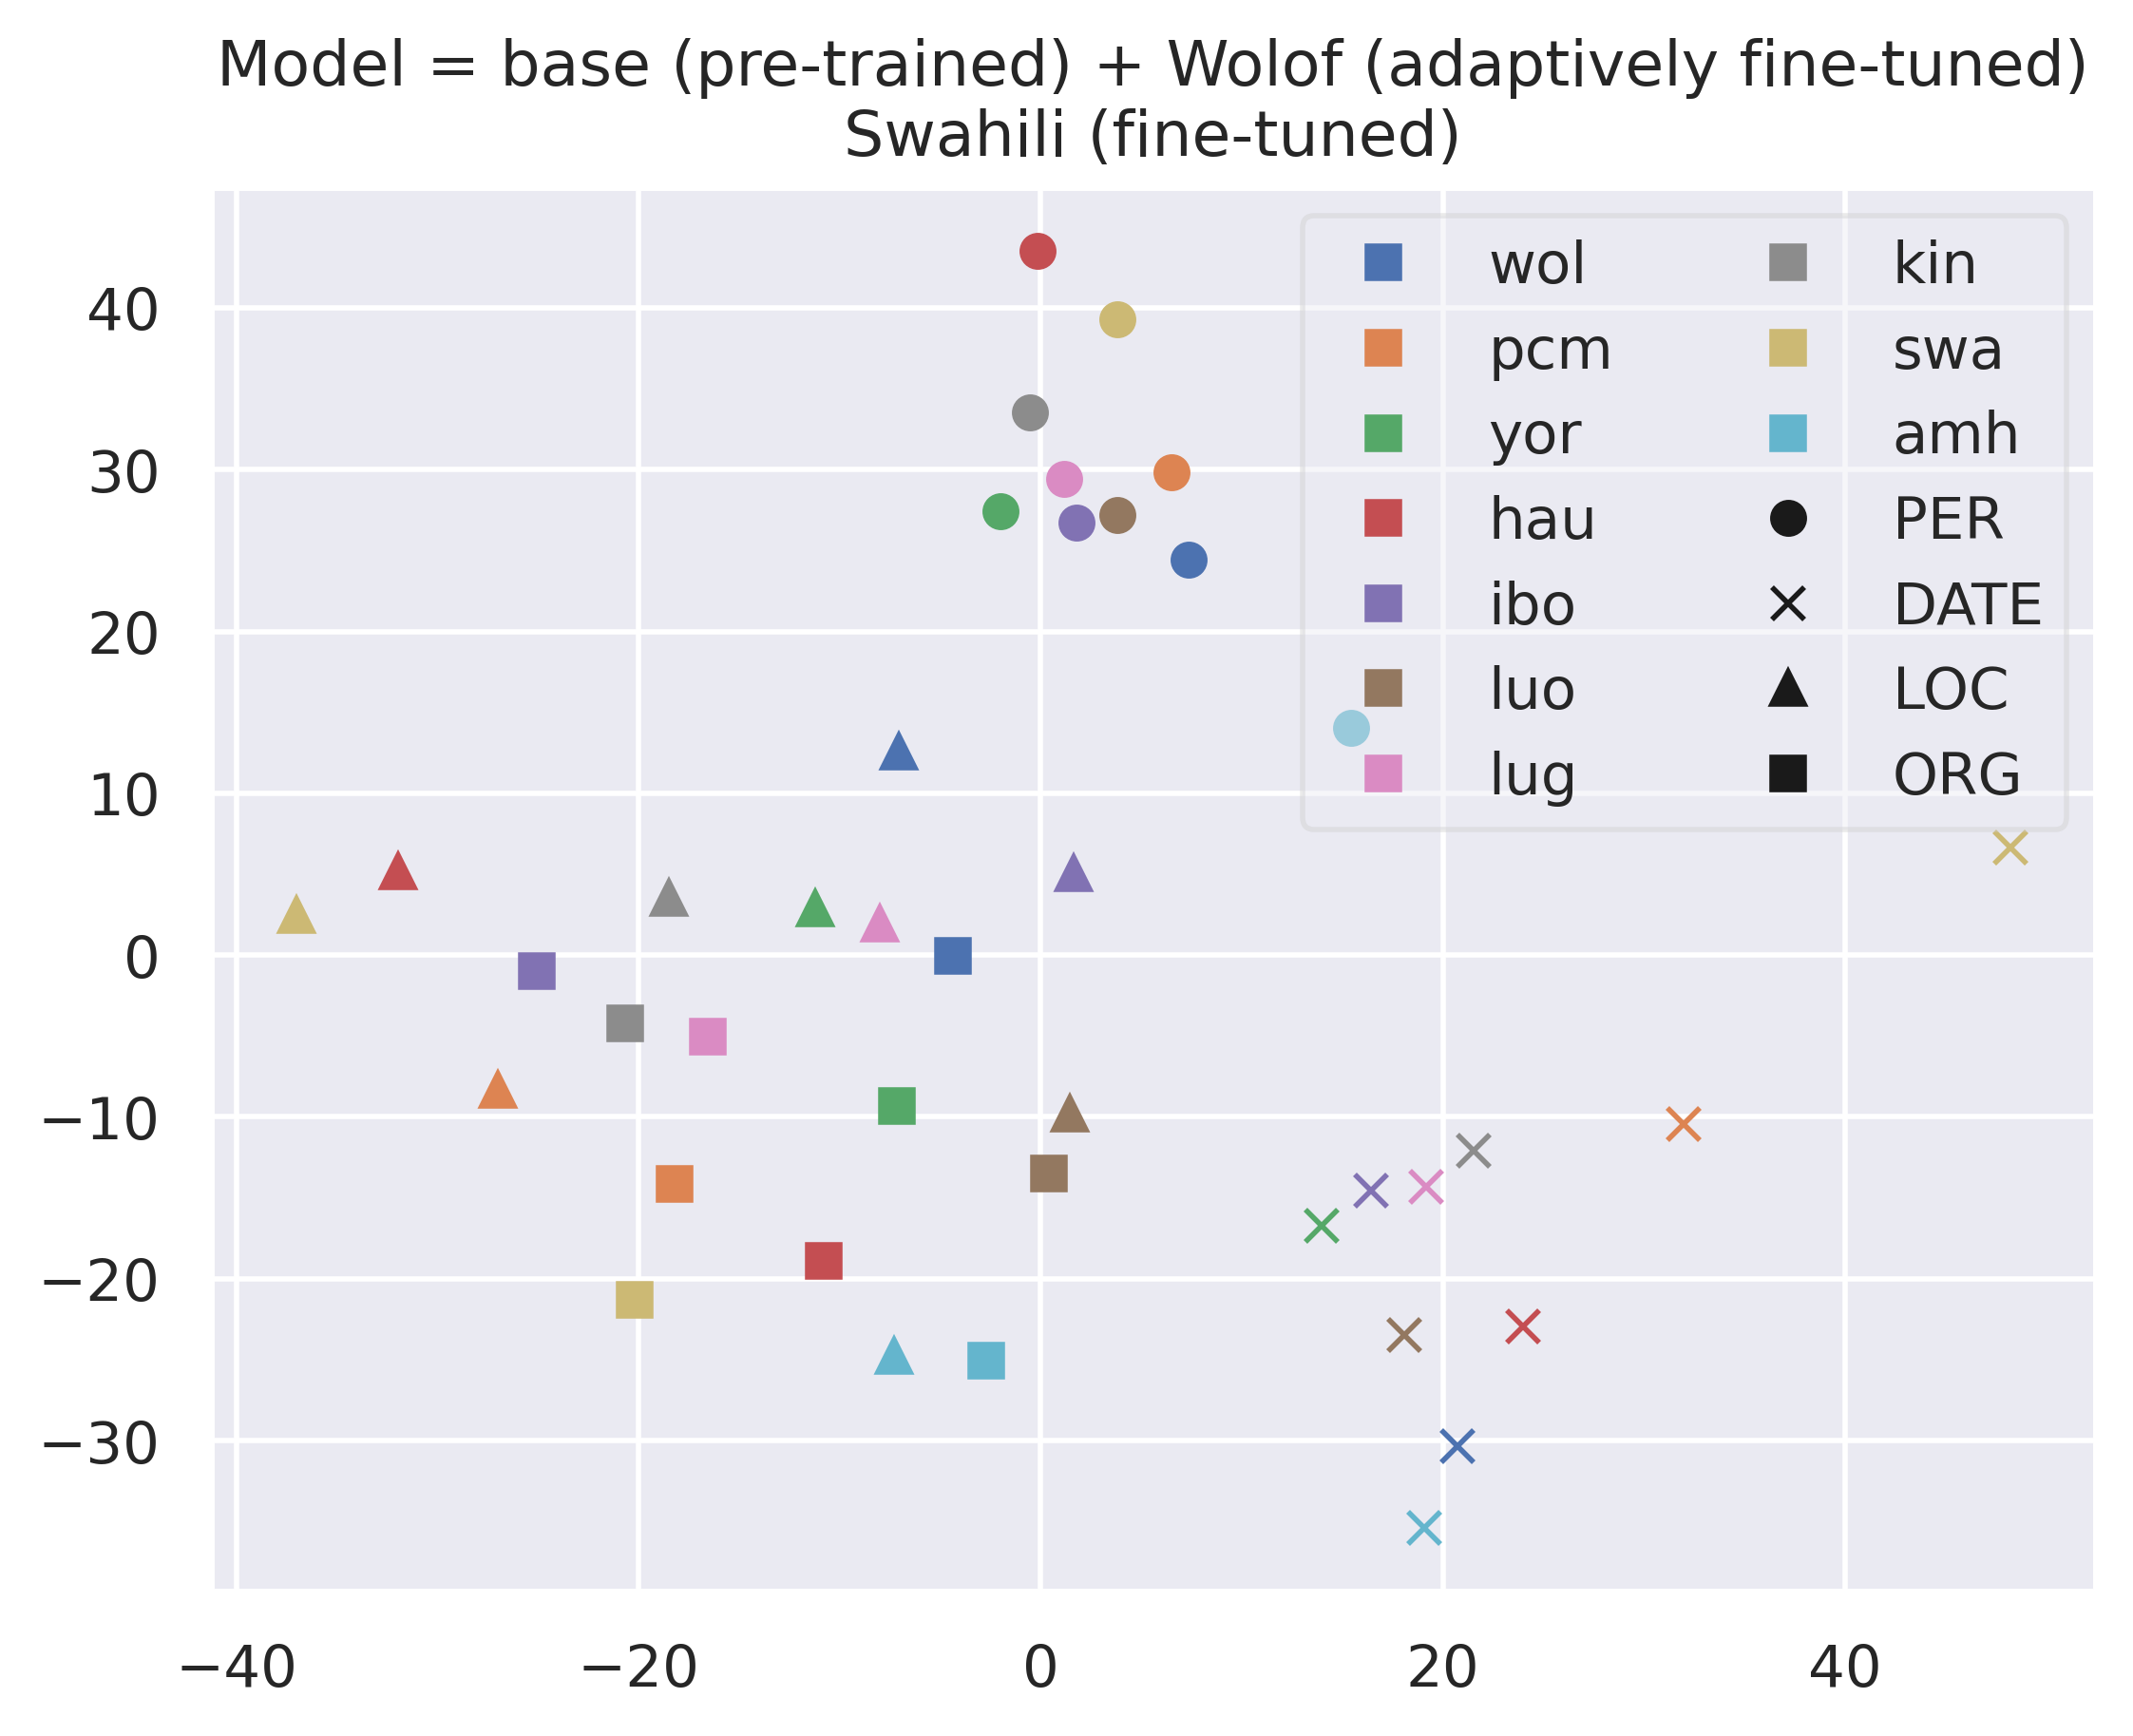 Model = base (pre-trained) + Wolof (adaptively fine-tuned)
Swahili (fine-tuned)
wol
pcm
yor
hau
ibo
luo
lug
kin
swa
amh
PER
DATE
LOC
ORG
40
30
20
10
0
−10
−20
−30
−40
−20
0
20
40